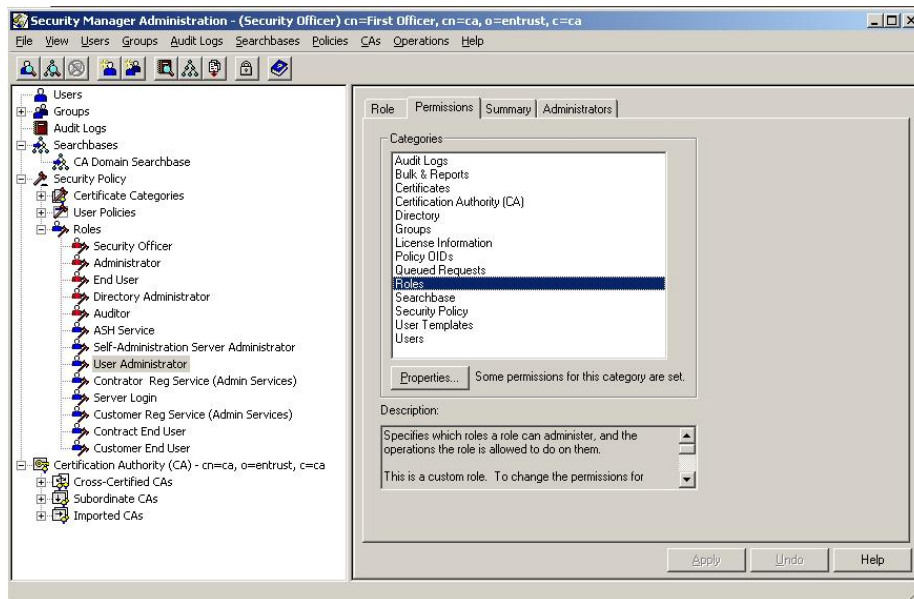 Security Manager Administration - (Security Officer) cn=First Officer, cn=ca, o=entrust, c=ca
File View Users Groups Audit Logs Searchbases Policies CAs Operations Help
Users
Groups
Audit Logs
Searchbases
CA Domain Searchbase
Security Policy
Certificate Categories
User Policies
Roles
Security Officer
Administrator
End User
Directory Administrator
Auditor
ASH Service
Self-Administration Server Administrator
User Administrator
Contrator Reg Service (Admin Services)
Server Login
Customer Reg Service (Admin Services)
Contract End User
Customer End User
Certification Authority (CA) - cn=ca, o=entrust, c=ca
Cross-Certified CAs
Subordinate CAs
Imported CAs
Role Permissions Summary Administrators
Categories
Audit Logs
Bulk & Reports
Certificates
Certification Authority (CA)
Directory
Groups
License Information
Policy OIDs
Queued Requests
Roles
Searchbase
Security Policy
User Templates
Users
Properties... Some permissions for this category are set.
Description:
Specifies which roles a role can administer, and the
operations the role is allowed to do on them.
This is a custom role. To change the permissions for
Apply Undo Help